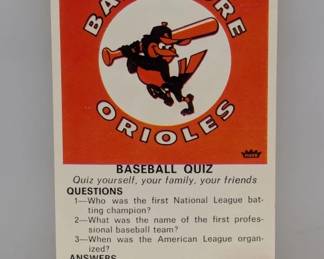 BALTIMORE
ORIOLES
FLEER
BASEBALL QUIZ
Quiz yourself, your family, your friends
QUESTIONS
1—Who was the first National League bat-
ting champion?
2—What was the name of the first profes-
sional baseball team?
3—When was the American League organ-
ized?
ANSWERS